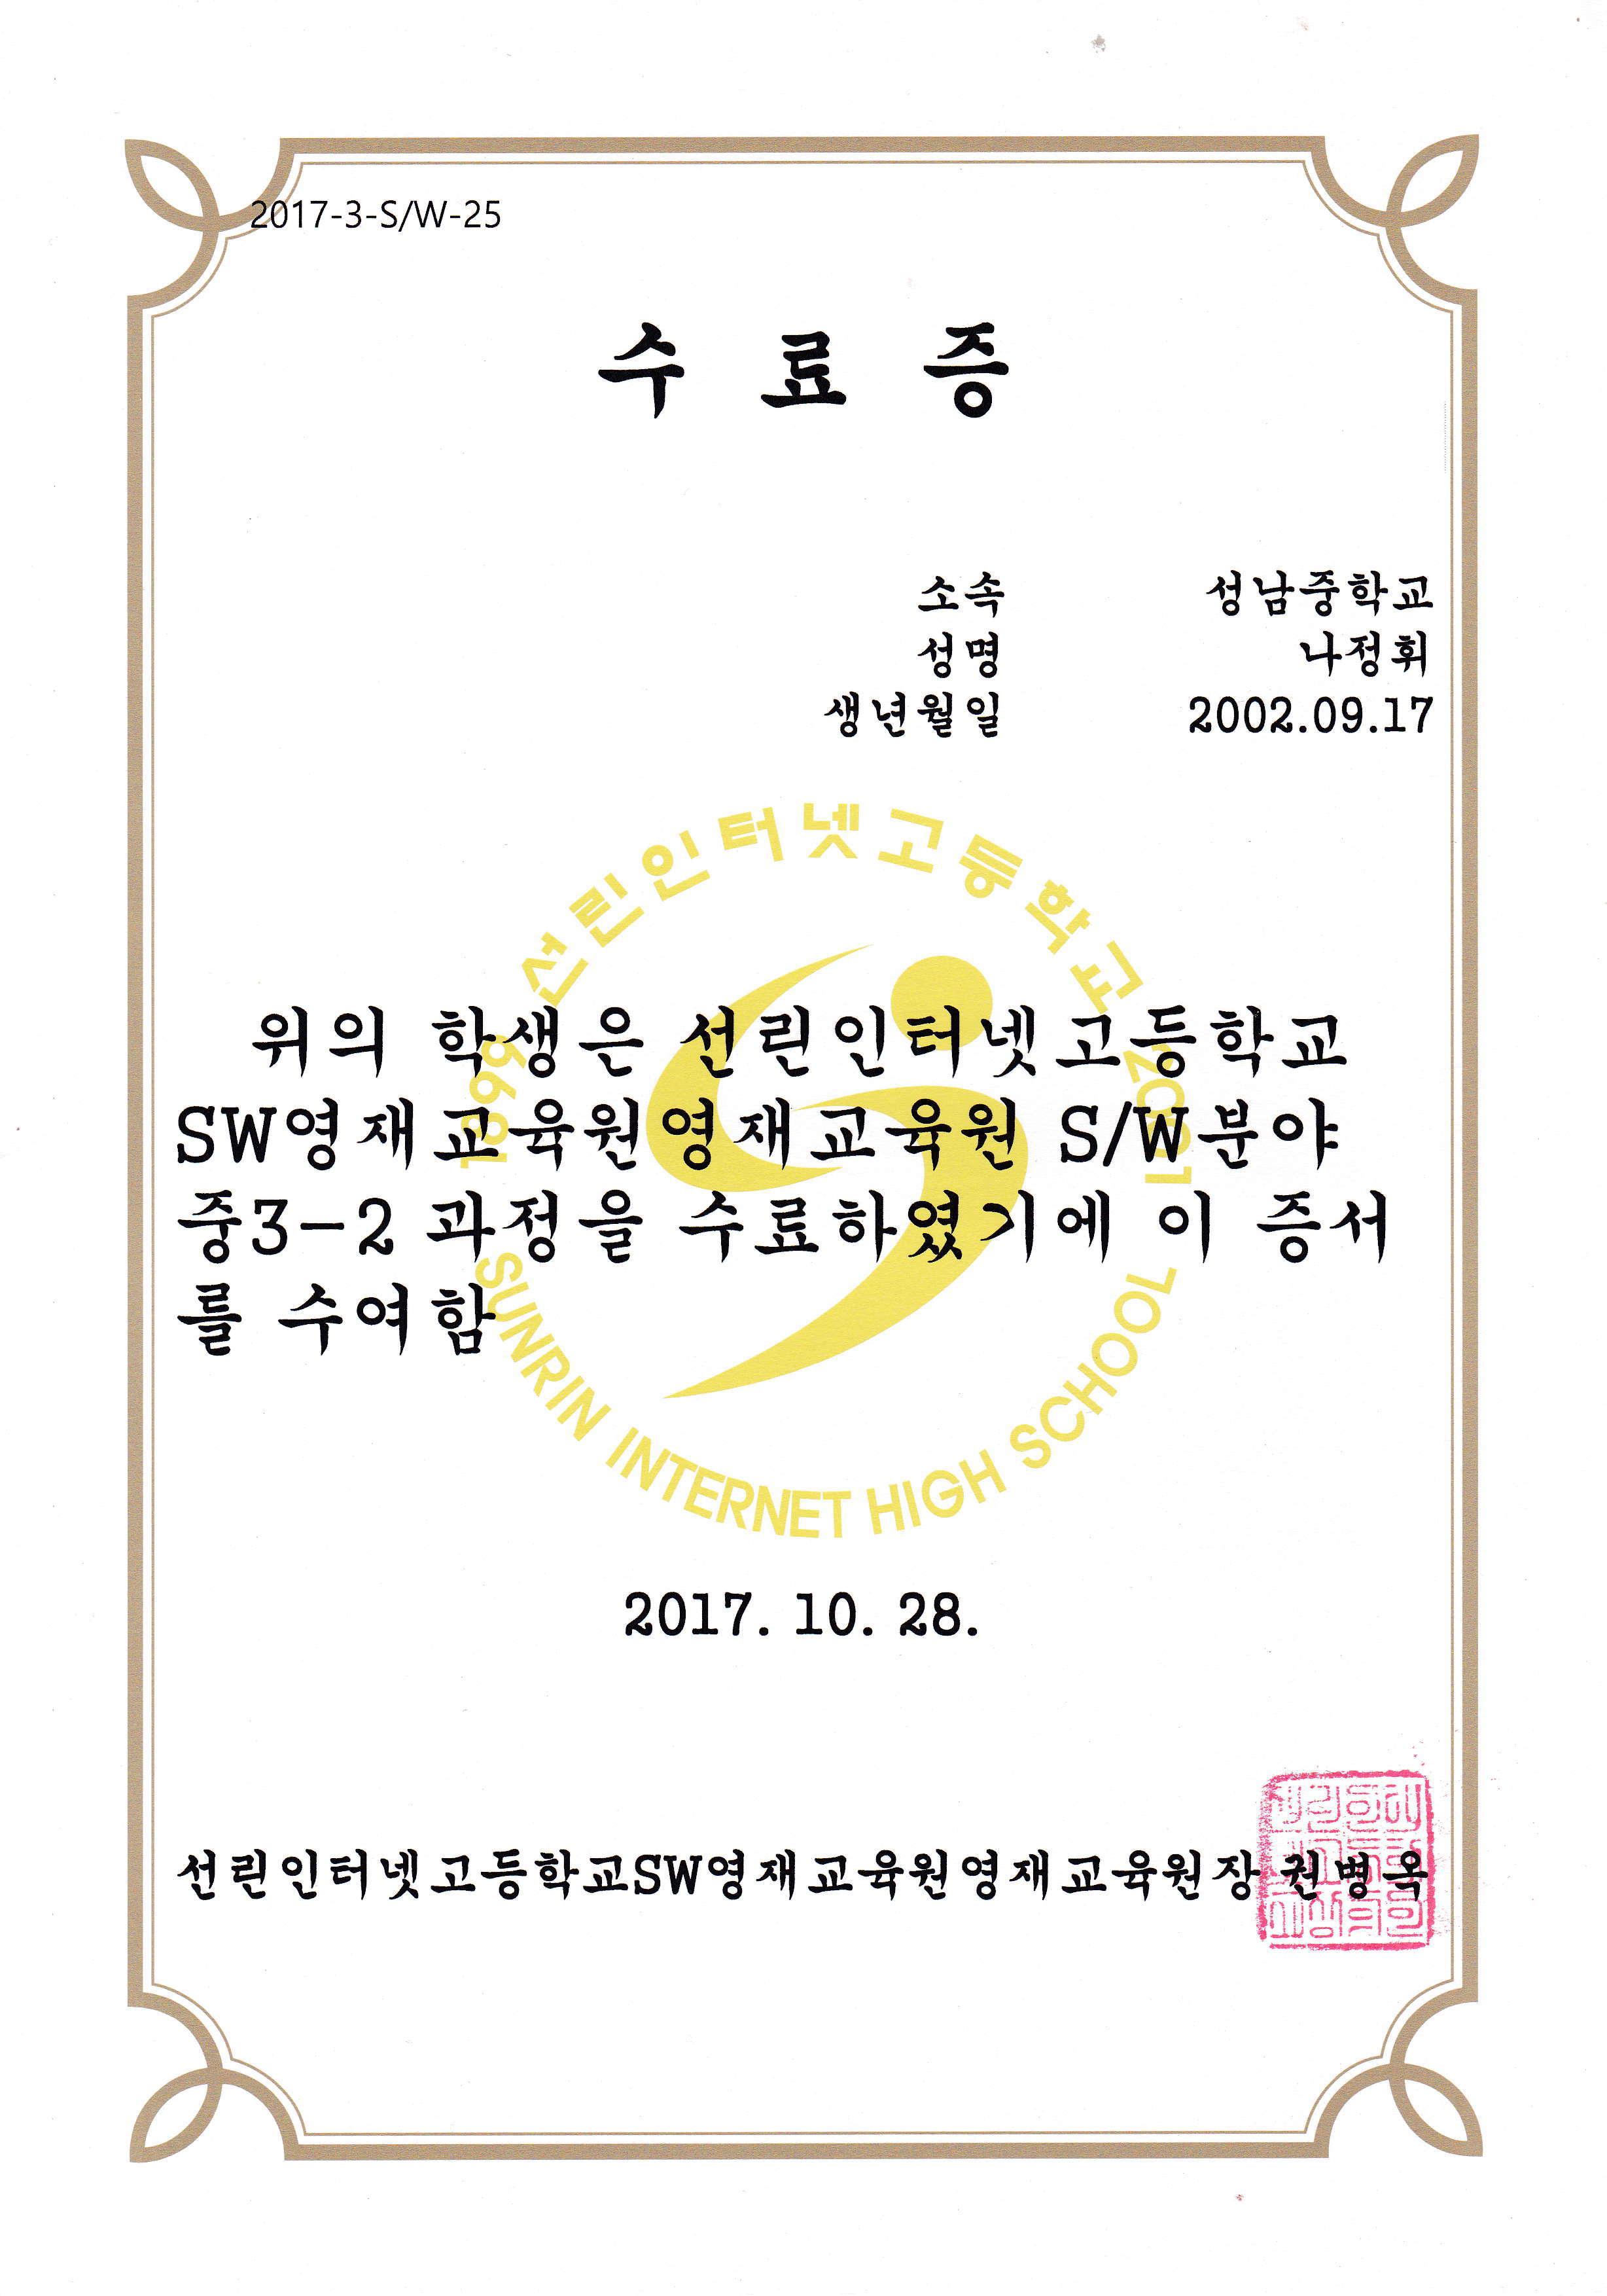 2017-3-S/W-25
수 료 증
소속 성남중학교
성명 나정휘
생년월일 2002.09.17
선린인터넷고등학교
1899
2001
위의 학생은 선린인터넷고등학교
SW영재교육원영재교육원 S/W분야
중3-2 과정을 수료하였기에 이 증서
를 수여함
SUNRIN INTERNET HIGH SCHOOL
2017. 10. 28.
선린인터넷고등학교SW영재교육원영재교육원장 권병옥